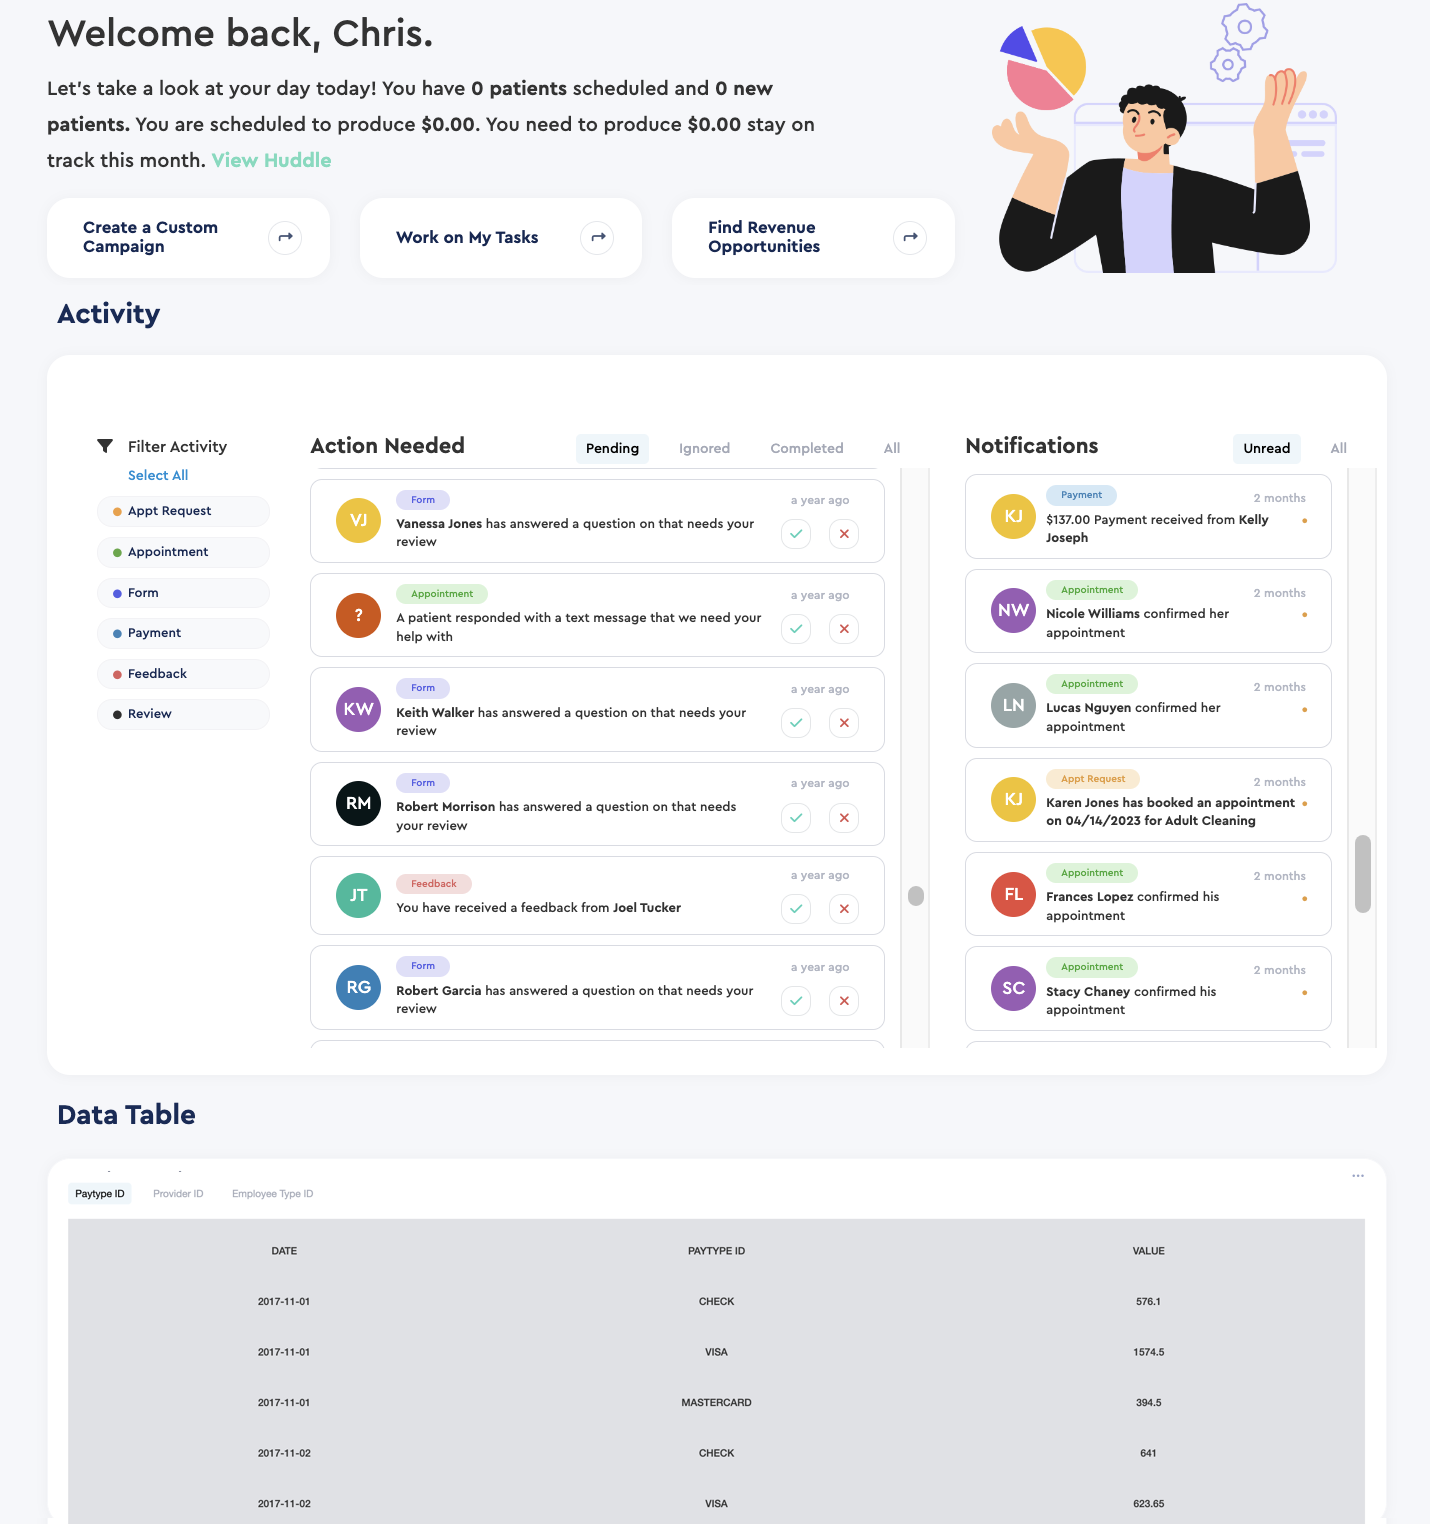 Welcome back, Chris.
Let's take a look at your day today! You have 0 patients scheduled and 0 new
patients. You are scheduled to produce $0.00. You need to produce $0.00 stay on
track this month. View Huddle
Create a Custom
Campaign
Work on My Tasks
Find Revenue
Opportunities
Activity
Filter Activity
Select All
Appt Request
Appointment
Form
Payment
Feedback
Review
Action Needed
Pending
Ignored
Completed
All
VJ
Form
a year ago
Vanessa Jones has answered a question on that needs your
review
?
Appointment
a year ago
A patient responded with a text message that we need your
help with
KW
Form
a year ago
Keith Walker has answered a question on that needs your
review
RM
Form
a year ago
Robert Morrison has answered a question on that needs
your review
JT
Feedback
a year ago
You have received a feedback from Joel Tucker
RG
Form
a year ago
Robert Garcia has answered a question on that needs your
review
Notifications
Unread
All
KJ
Payment
2 months
$137.00 Payment received from Kelly
Joseph
NW
Appointment
2 months
Nicole Williams confirmed her
appointment
LN
Appointment
2 months
Lucas Nguyen confirmed her
appointment
KJ
Appt Request
2 months
Karen Jones has booked an appointment
on 04/14/2023 for Adult Cleaning
FL
Appointment
2 months
Frances Lopez confirmed his
appointment
SC
Appointment
2 months
Stacy Chaney confirmed his
appointment
Data Table
Paytype ID
Provider ID
Employee Type ID
DATE PAYTYPE ID VALUE
2017-11-01 CHECK 576.1
2017-11-01 VISA 1574.5
2017-11-01 MASTERCARD 394.5
2017-11-02 CHECK 641
2017-11-02 VISA 623.65